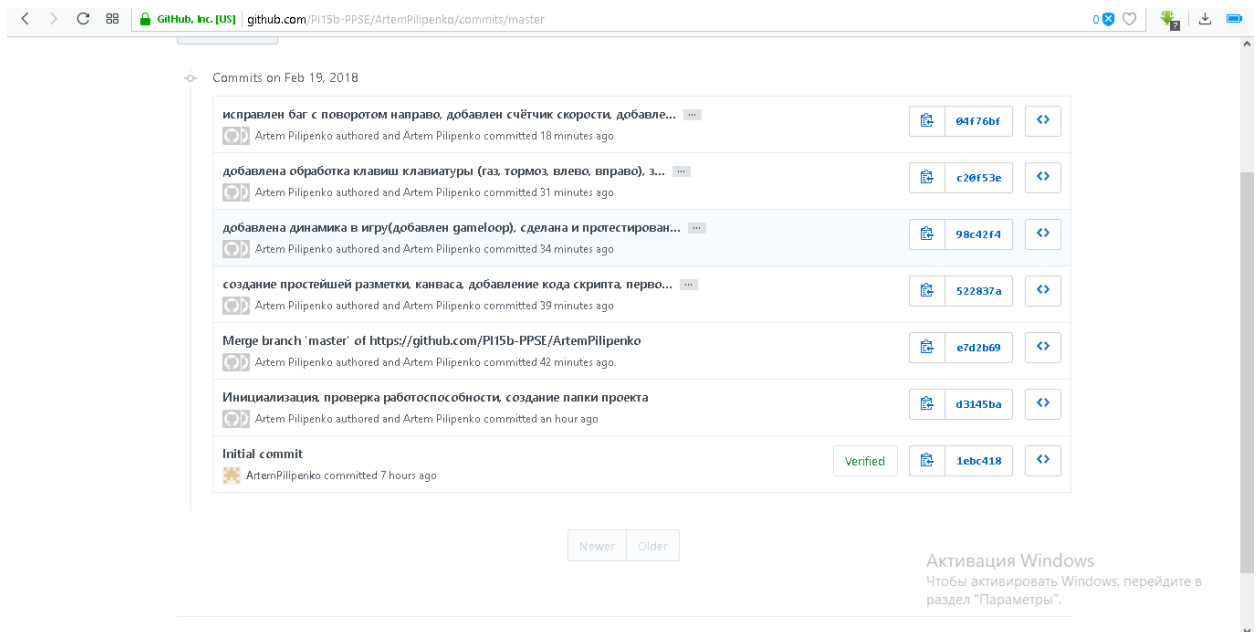 GitHub, Inc. [US] github.com/PI15b-PPSE/ArtemPilipenko/commits/master 0
Commits on Feb 19, 2018
исправлен баг с поворотом направо, добавлен счётчик скорости, добавле... ...
04f76bf
Artem Pilipenko authored and Artem Pilipenko committed 18 minutes ago
добавлена обработка клавиш клавиатуры (газ, тормоз, влево, вправо), з... ...
c20f53e
Artem Pilipenko authored and Artem Pilipenko committed 31 minutes ago
добавлена динамика в игру(добавлен gameloop), сделана и протестирован... ...
98c42f4
Artem Pilipenko authored and Artem Pilipenko committed 34 minutes ago
создание простейшей разметки, канваса, добавление кода скрипта, перво... ...
522837a
Artem Pilipenko authored and Artem Pilipenko committed 39 minutes ago
Merge branch 'master' of https://github.com/PI15b-PPSE/ArtemPilipenko
e7d2b69
Artem Pilipenko authored and Artem Pilipenko committed 42 minutes ago
Инициализация, проверка работоспособности, создание папки проекта
d3145ba
Artem Pilipenko authored and Artem Pilipenko committed an hour ago
Initial commit
Verified 1ebc418
ArtemPilipenko committed 7 hours ago
Newer Older
Активация Windows
Чтобы активировать Windows, перейдите в
раздел "Параметры".